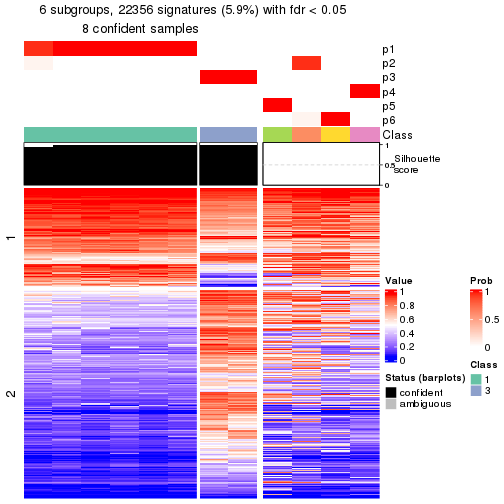 6 subgroups, 22356 signatures (5.9%) with fdr < 0.05
8 confident samples
p1
p2
p3
p4
p5
p6
Class
1
0.5
0
Silhouette
score
1
2
Value
1
0.8
0.6
0.4
0.2
0
Prob
1
0.5
0
Class
1
3
Status (barplots)
confident
ambiguous